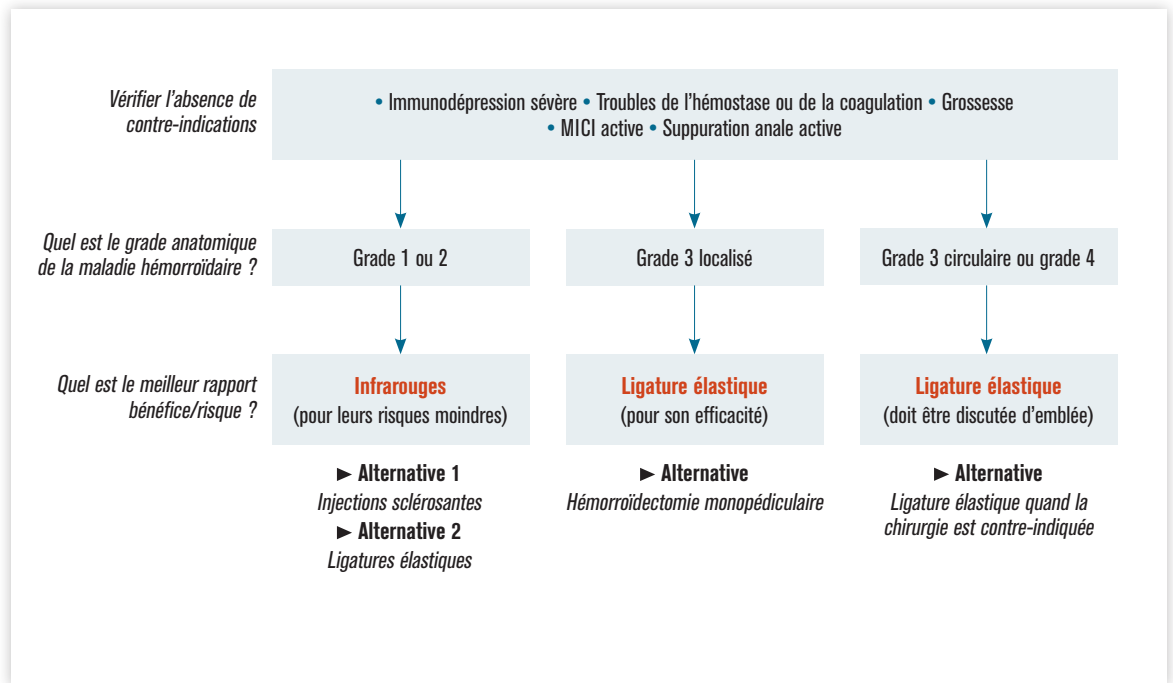 Vérifier l'absence de
contre-indications
• Immunodépression sévère • Troubles de l'hémostase ou de la coagulation • Grossesse
• MICI active • Suppuration anale active
Quel est le grade anatomique
de la maladie hémorroïdaire ?
Grade 1 ou 2
Grade 3 localisé
Grade 3 circulaire ou grade 4
Quel est le meilleur rapport
bénéfice/risque ?
Infrarouges
(pour leurs risques moindres)
Ligature élastique
(pour son efficacité)
Ligature élastique
(doit être discutée d'emblée)
► Alternative 1
Injections sclérosantes
► Alternative 2
Ligatures élastiques
► Alternative
Hémorroïdectomie monopédiculaire
► Alternative
Ligature élastique quand la
chirurgie est contre-indiquée